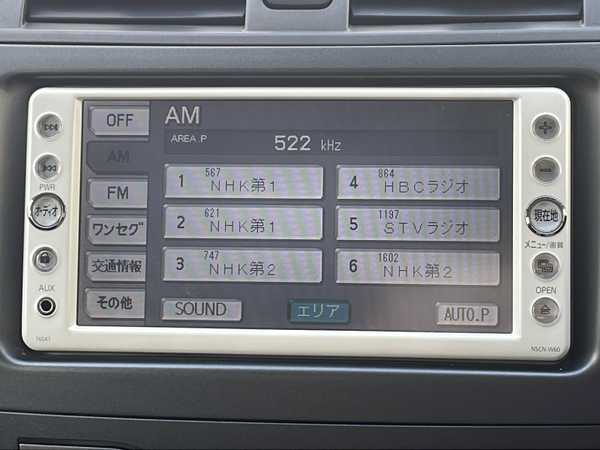 OFF
AM
FM
ワンセグ
交通情報
その他
AM
AREA.P
522 kHz
1 567 NHK第1
4 864 HBCラジオ
2 621 NHK第1
5 1197 STVラジオ
3 747 NHK第2
6 1602 NHK第2
SOUND
エリア
AUTO.P
PWR
オーディオ
AUX
現在地
メニュー/画質
OPEN
NSCN-W60